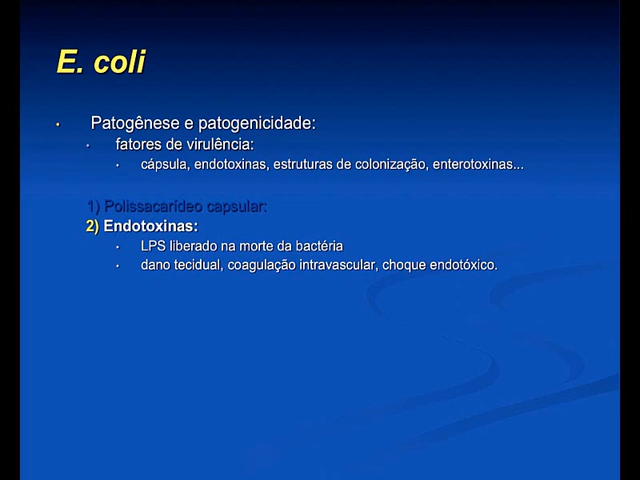 E. coli
• Patogênese e patogenicidade:
• fatores de virulência:
• cápsula, endotoxinas, estruturas de colonização, enterotoxinas...
1) Polissacarídeo capsular:
2) Endotoxinas:
• LPS liberado na morte da bactéria
• dano tecidual, coagulação intravascular, choque endotóxico.